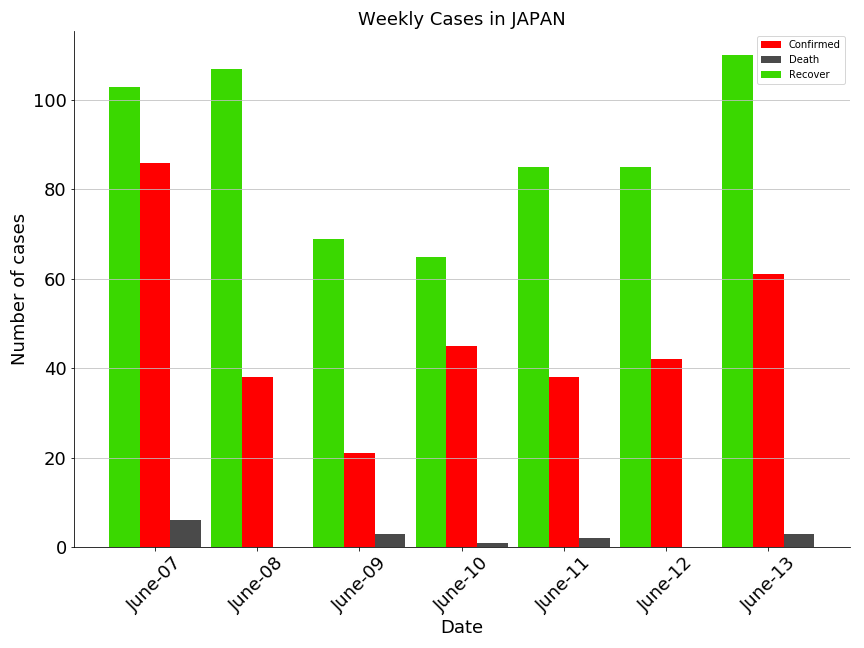 Weekly Cases in JAPAN
Confirmed
Death
Recover
Number of cases
100
80
60
40
20
0
June-07
June-08
June-09
June-10
June-11
June-12
June-13
Date